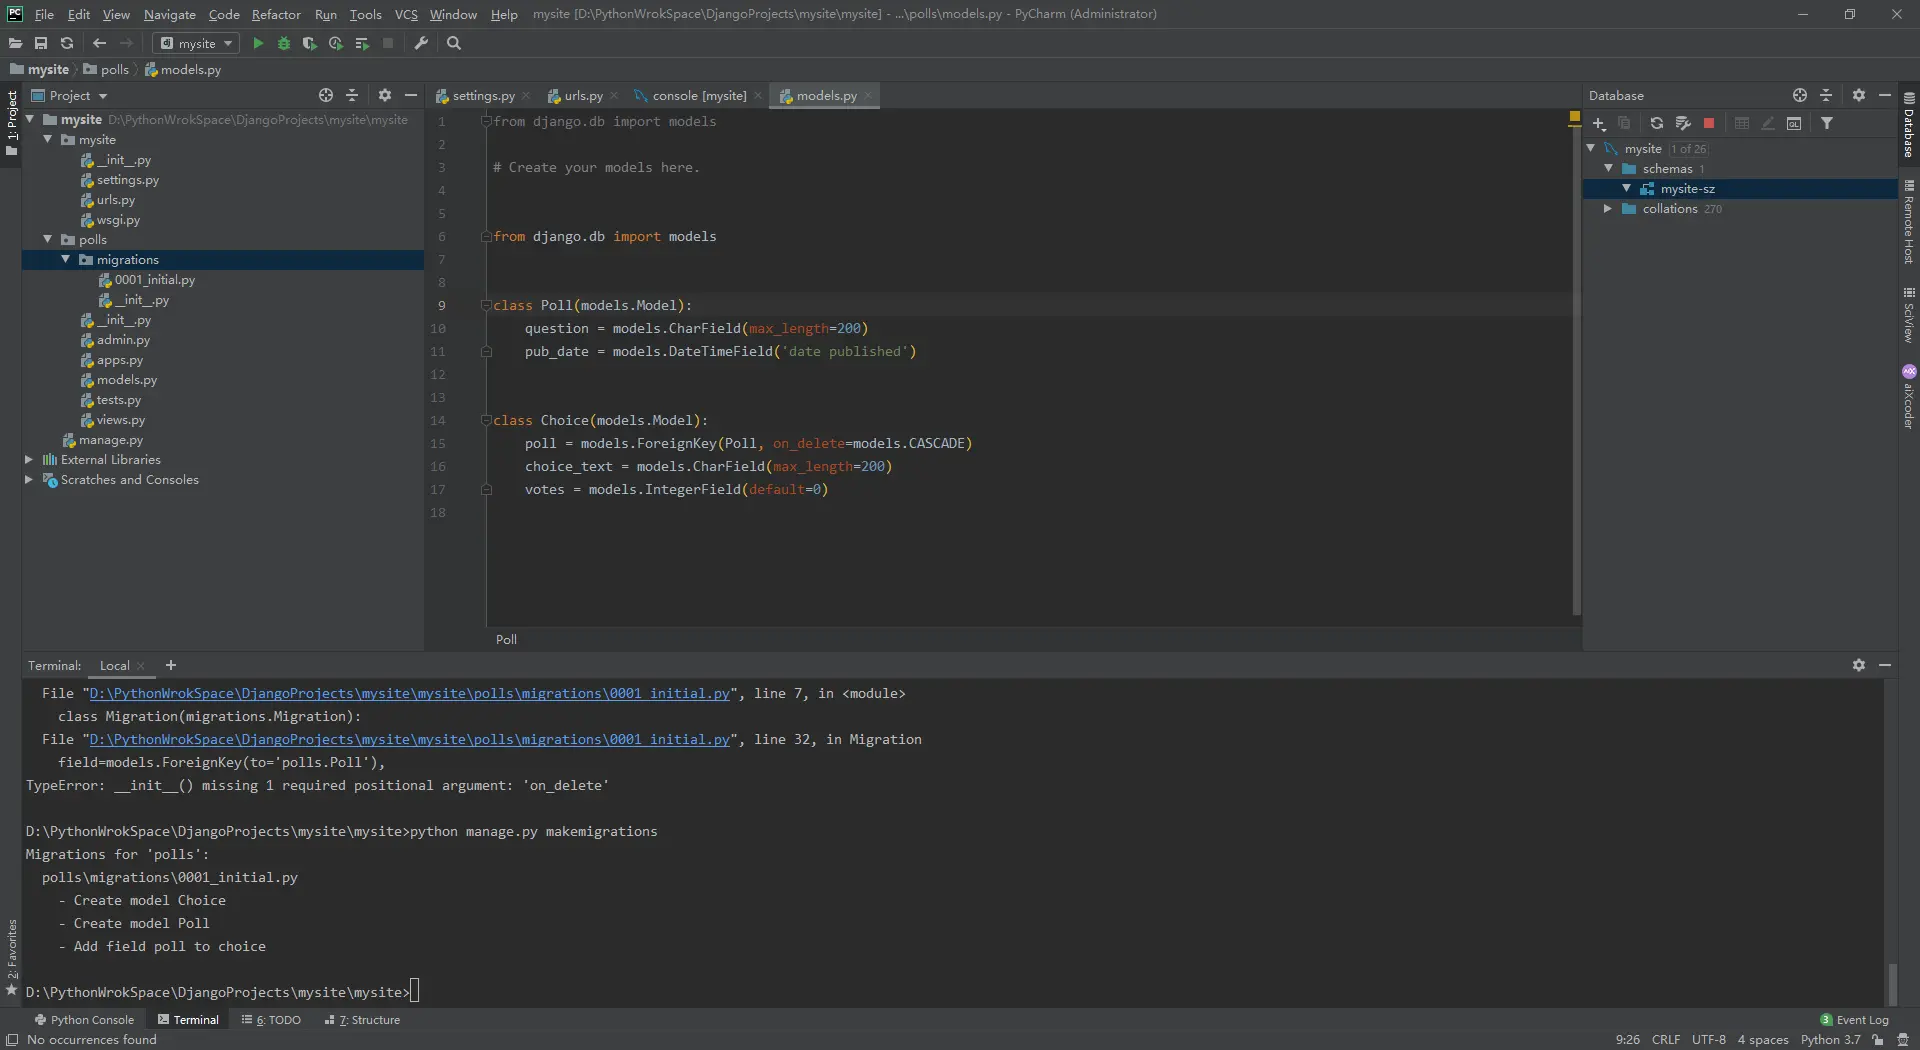 File Edit View Navigate Code Refactor Run Tools VCS Window Help mysite [D:\PythonWrokSpace\DjangoProjects\mysite\mysite] - ...\polls\models.py - PyCharm (Administrator)
mysite
mysite polls models.py
1: Project
Project
mysite D:\PythonWrokSpace\DjangoProjects\mysite\mysite
mysite
__init__.py
settings.py
urls.py
wsgi.py
polls
migrations
0001_initial.py
__init__.py
__init__.py
admin.py
apps.py
models.py
tests.py
views.py
manage.py
External Libraries
Scratches and Consoles
settings.py urls.py console [mysite] models.py
1 from django.db import models
2
3 # Create your models here.
4
5
6 from django.db import models
7
8
9 class Poll(models.Model):
10 question = models.CharField(max_length=200)
11 pub_date = models.DateTimeField('date published')
12
13
14 class Choice(models.Model):
15 poll = models.ForeignKey(Poll, on_delete=models.CASCADE)
16 choice_text = models.CharField(max_length=200)
17 votes = models.IntegerField(default=0)
18
Poll
Database
mysite 1 of 26
schemas 1
mysite-sz
collations 270
Database
Remote Host
SciView
aiXcoder
Terminal: Local
File "D:\PythonWrokSpace\DjangoProjects\mysite\mysite\polls\migrations\0001_initial.py", line 7, in <module>
class Migration(migrations.Migration):
File "D:\PythonWrokSpace\DjangoProjects\mysite\mysite\polls\migrations\0001_initial.py", line 32, in Migration
field=models.ForeignKey(to='polls.Poll'),
TypeError: __init__() missing 1 required positional argument: 'on_delete'
D:\PythonWrokSpace\DjangoProjects\mysite\mysite>python manage.py makemigrations
Migrations for 'polls':
polls\migrations\0001_initial.py
- Create model Choice
- Create model Poll
- Add field poll to choice
D:\PythonWrokSpace\DjangoProjects\mysite\mysite>
2: Favorites
Python Console Terminal 6: TODO 7: Structure 3 Event Log
No occurrences found 9:26 CRLF UTF-8 4 spaces Python 3.7